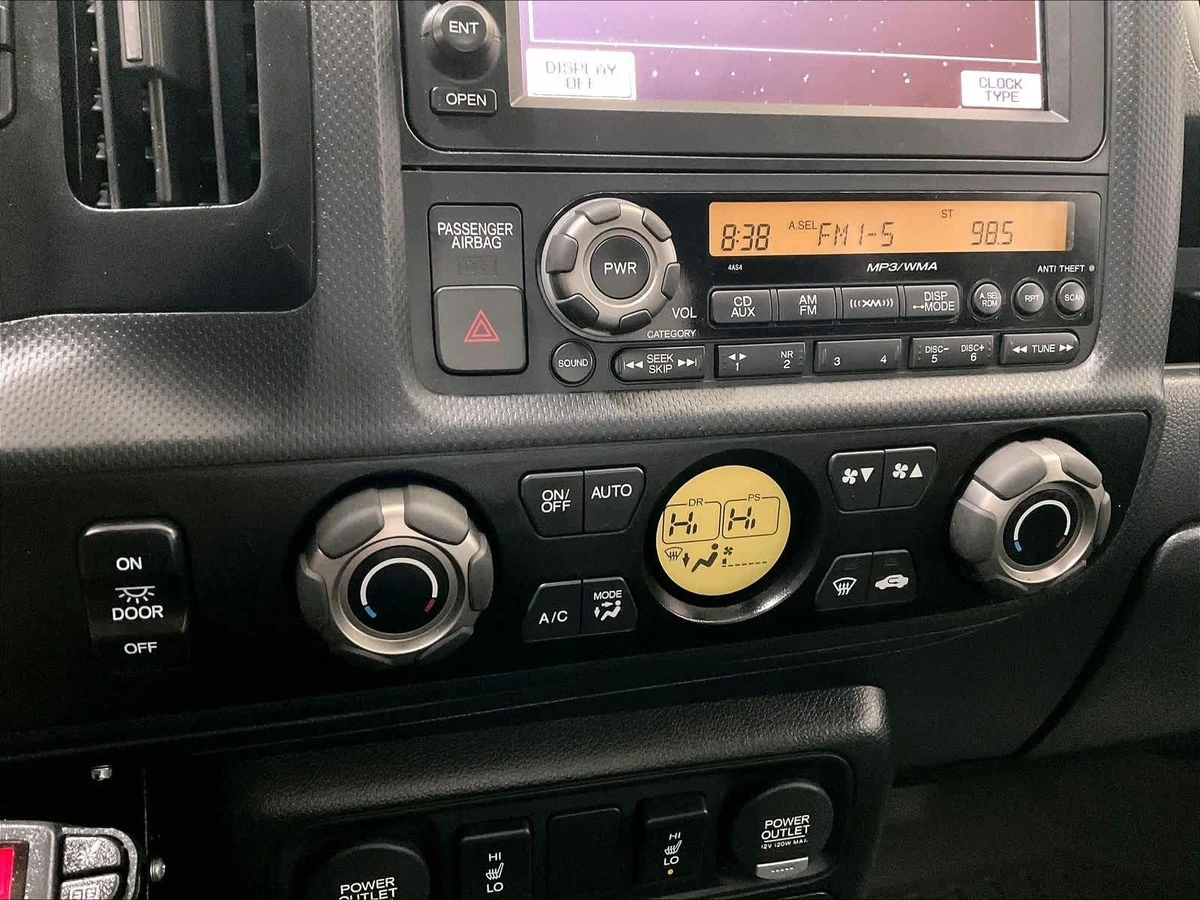 ENT
OPEN
DISPLAY
OFF
CLOCK
TYPE
PASSENGER
AIRBAG
OFF
PWR
VOL
CATEGORY
SOUND
8:38 A.SEL FM1-5 ST 98.5
4AS4
MP3/WMA
ANTI THEFT
CD
AUX
AM
FM
(((XM)))
DISP
MODE
A.SEL
RDM
RPT
SCAN
SEEK
SKIP
1
NR
2
3 4
DISC-
5
DISC+
6
TUNE
ON
DOOR
OFF
ON/
OFF
AUTO
A/C
MODE
DR PS
Hi Hi
HI
LO
HI
LO
POWER
OUTLET
12V 120W MAX.
POWER
OUTLET